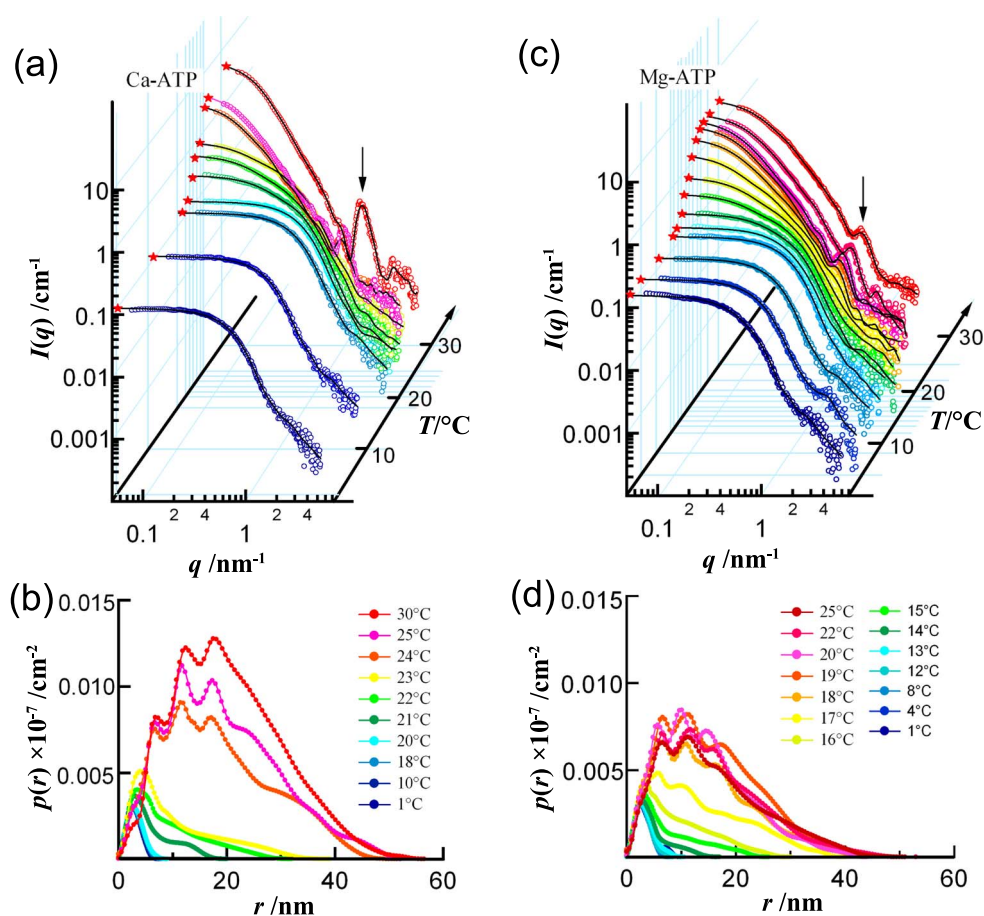 (a)
Ca-ATP
I(q) /cm⁻¹
10
1
0.1
0.01
0.001
0.1
2
4
1
2
4
q /nm⁻¹
10
20
30
T/°C
(c)
Mg-ATP
I(q) /cm⁻¹
10
1
0.1
0.01
0.001
0.1
2
4
1
2
4
q /nm⁻¹
10
20
30
T/°C
(b)
p(r) ×10⁻⁷ /cm⁻²
0.015
0.010
0.005
0
0
20
40
60
r /nm
30°C
25°C
24°C
23°C
22°C
21°C
20°C
18°C
10°C
1°C
(d)
p(r) ×10⁻⁷ /cm⁻²
0.015
0.010
0.005
0
0
20
40
60
r /nm
25°C
22°C
20°C
19°C
18°C
17°C
16°C
15°C
14°C
13°C
12°C
8°C
4°C
1°C